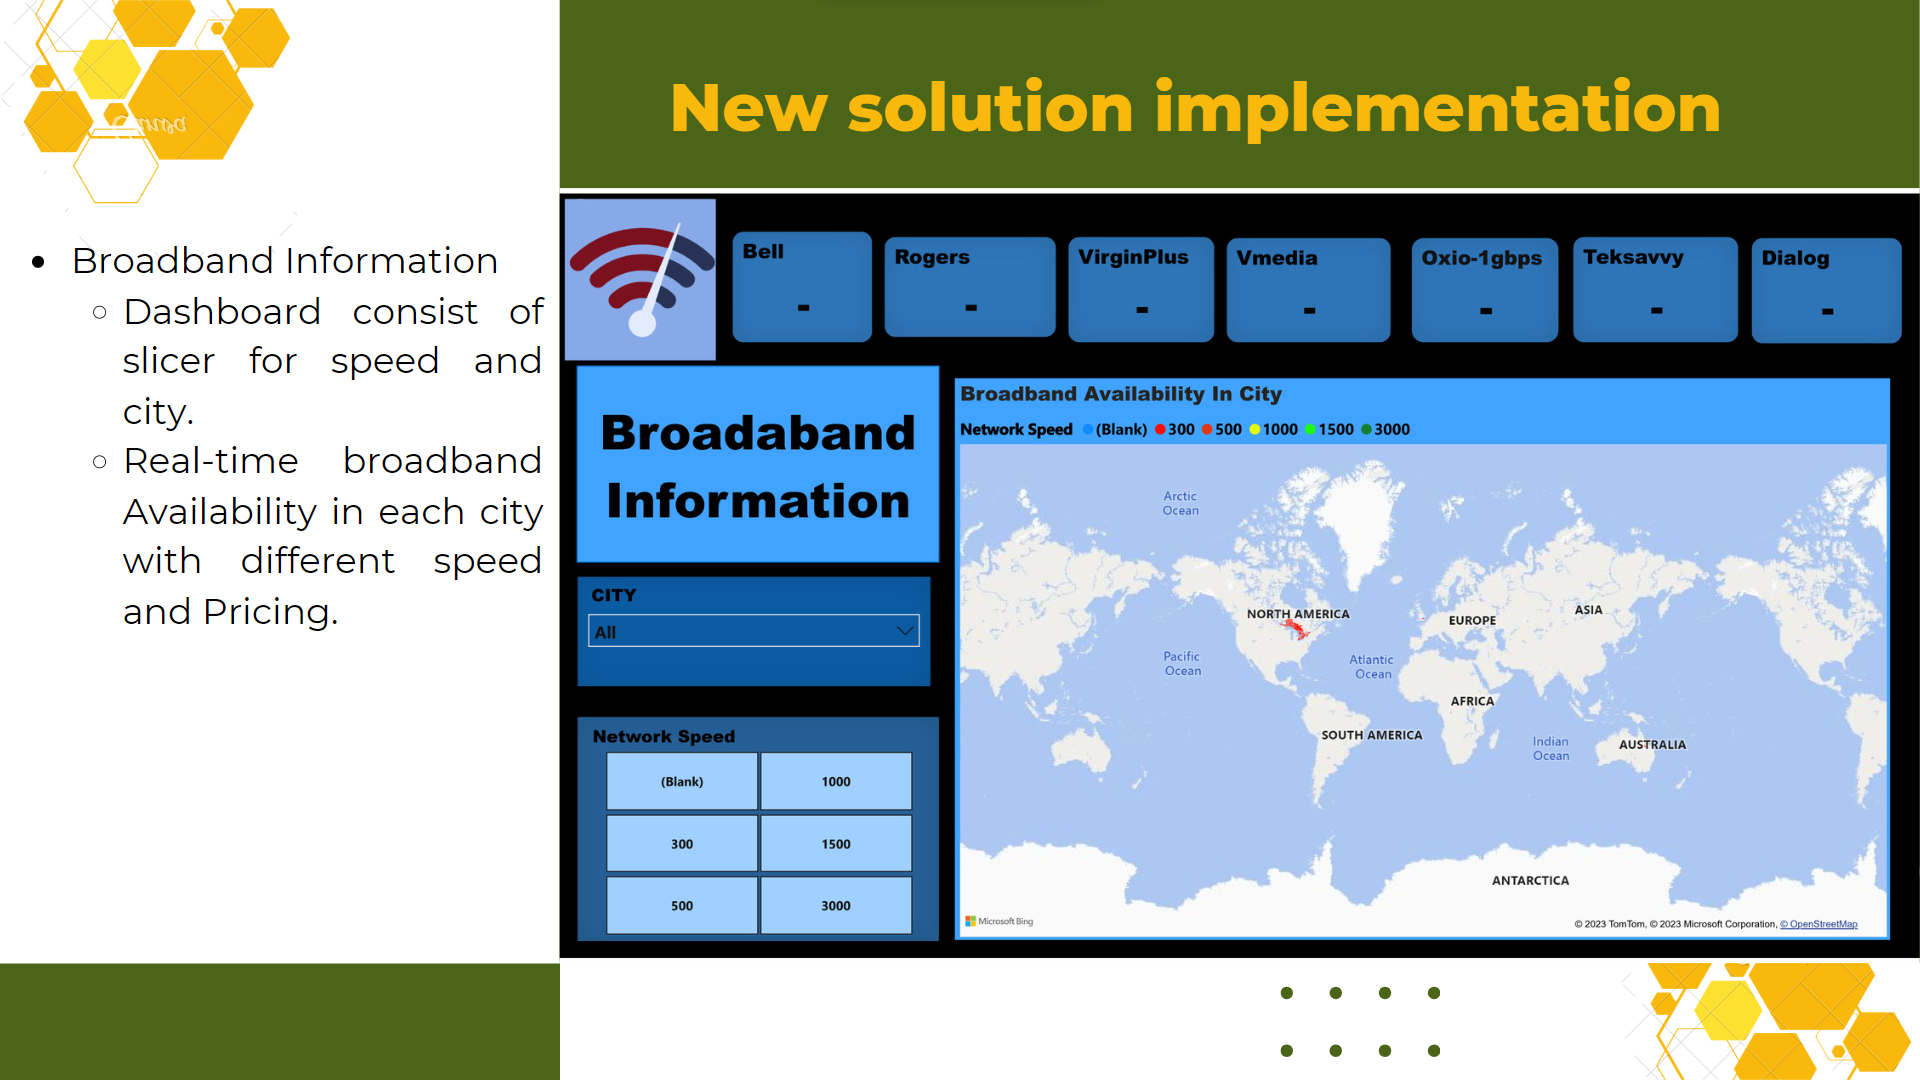 New solution implementation
Broadband Information
Dashboard consist of
slicer for speed and
city.
Real-time broadband
Availability in each city
with different speed
and Pricing.
Bell
-
Rogers
-
VirginPlus
-
Vmedia
-
Oxio-1gbps
-
Teksavvy
-
Dialog
-
Broadaband
Information
CITY
All
Network Speed
(Blank) 1000
300 1500
500 3000
Broadband Availability In City
Network Speed (Blank) 300 500 1000 1500 3000
Arctic
Ocean
NORTH AMERICA
EUROPE
ASIA
Pacific
Ocean
Atlantic
Ocean
AFRICA
SOUTH AMERICA
Indian
Ocean
AUSTRALIA
ANTARCTICA
Microsoft Bing
© 2023 TomTom, © 2023 Microsoft Corporation, © OpenStreetMap
Canva